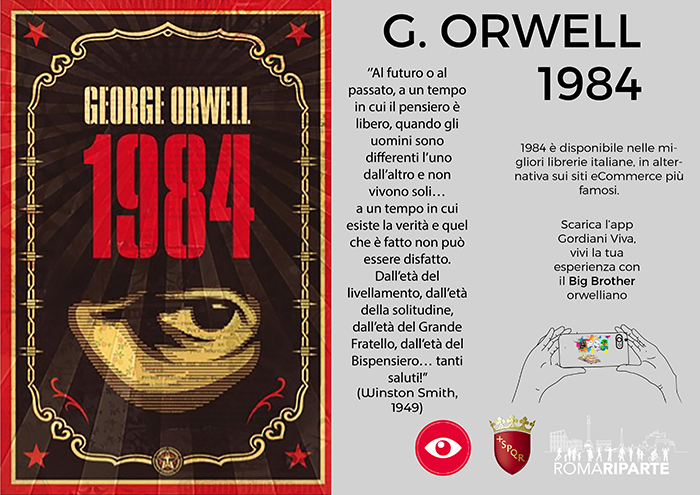 GEORGE ORWELL
1984
G. ORWELL
1984
"Al futuro o al
passato, a un tempo
in cui il pensiero è
libero, quando gli
uomini sono
differenti l'uno
dall'altro e non
vivono soli…
a un tempo in cui
esiste la verità e quel
che è fatto non può
essere disfatto.
Dall'età del
livellamento, dall'età
della solitudine,
dall'età del Grande
Fratello, dall'età del
Bispensiero… tanti
saluti!"
(Winston Smith,
1949)
1984 è disponibile nelle mi-
gliori librerie italiane, in alter-
nativa sui siti eCommerce più
famosi.
Scarica l'app
Gordiani Viva,
vivi la tua
esperienza con
il Big Brother
orwelliano
SPQR
ROMARIPARTE